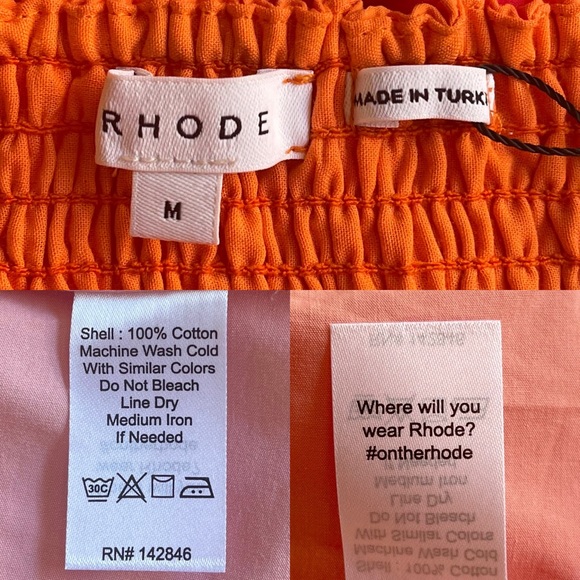 RHODE
M
MADE IN TURKI
Shell : 100% Cotton
Machine Wash Cold
With Similar Colors
Do Not Bleach
Line Dry
Medium Iron
If Needed
30C
RN# 142846
Where will you
wear Rhode?
#ontherhode